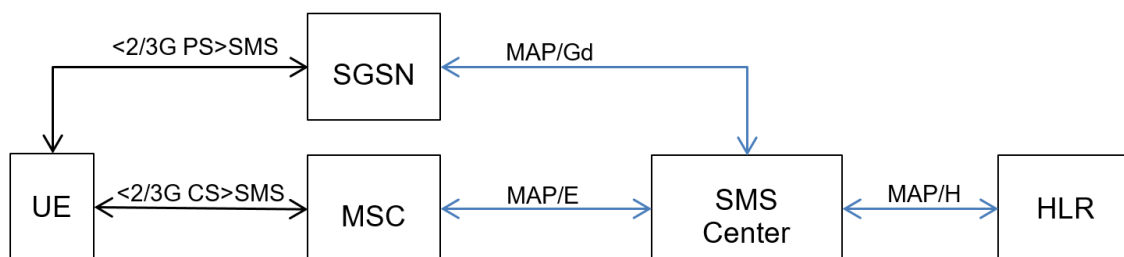 <2/3G PS>SMS
SGSN
MAP/Gd
UE
<2/3G CS>SMS
MSC
MAP/E
SMS
Center
MAP/H
HLR